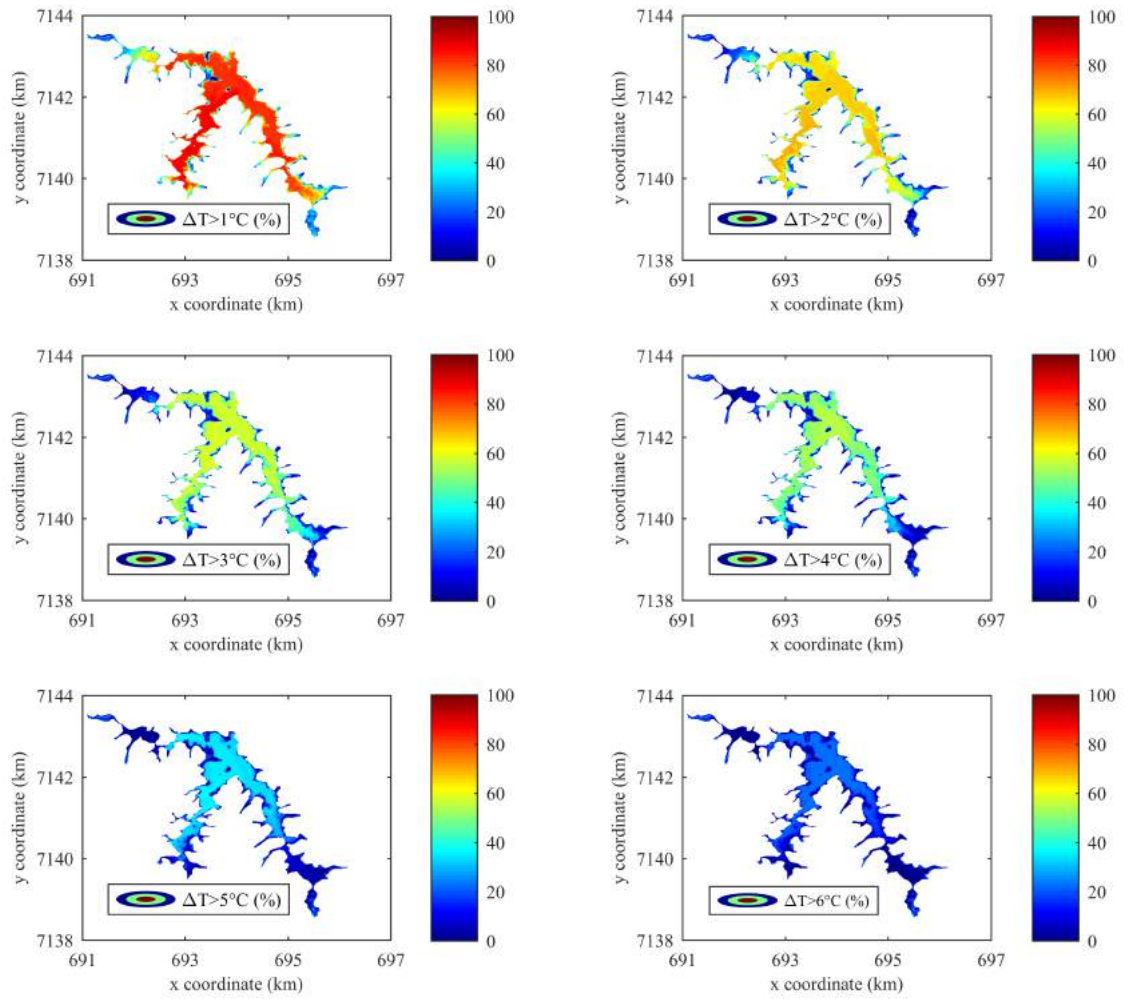 7144
7142
7140
7138
y coordinate (km)
691 693 695 697
x coordinate (km)
ΔT>1°C (%)
100
80
60
40
20
0
7144
7142
7140
7138
y coordinate (km)
691 693 695 697
x coordinate (km)
ΔT>2°C (%)
100
80
60
40
20
0
7144
7142
7140
7138
y coordinate (km)
691 693 695 697
x coordinate (km)
ΔT>3°C (%)
100
80
60
40
20
0
7144
7142
7140
7138
y coordinate (km)
691 693 695 697
x coordinate (km)
ΔT>4°C (%)
100
80
60
40
20
0
7144
7142
7140
7138
y coordinate (km)
691 693 695 697
x coordinate (km)
ΔT>5°C (%)
100
80
60
40
20
0
7144
7142
7140
7138
y coordinate (km)
691 693 695 697
x coordinate (km)
ΔT>6°C (%)
100
80
60
40
20
0